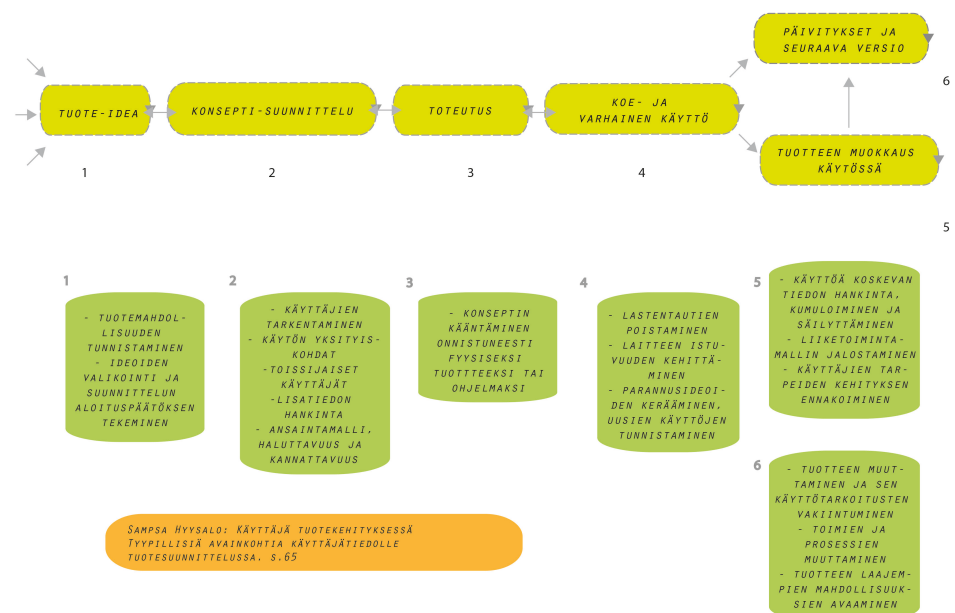 PÄIVITYKSET JA
SEURAAVA VERSIO
6
TUOTE-IDEA
KONSEPTI-SUUNNITTELU
TOTEUTUS
KOE- JA
VARHAINEN KÄYTTÖ
TUOTTEEN MUOKKAUS
KÄYTÖSSÄ
1
2
3
4
5
1
- TUOTEMAHDOL-
LISUUDEN
TUNNISTAMINEN
- IDEOIDEN
VALIKOINTI JA
SUUNNITTELUN
ALOITUSPÄÄTÖKSEN
TEKEMINEN
2
- KÄYTTÄJIEN
TARKENTAMINEN
- KÄYTÖN YKSITYIS-
KOHDAT
-TOISSIJAISET
KÄYTTÄJÄT
-LISATIEDON
HANKINTA
- ANSAINTAMALLI,
HALUTTAVUUS JA
KANNATTAVUUS
3
- KONSEPTIN
KÄÄNTÄMINEN
ONNISTUNEESTI
FYYSISEKSI
TUOTTTEEKSI TAI
OHJELMAKSI
4
- LASTENTAUTIEN
POISTAMINEN
- LAITTEEN ISTU-
VUUDEN KEHITTÄ-
MINEN
- PARANNUSIDEOI-
DEN KERÄÄMINEN,
UUSIEN KÄYTTÖJEN
TUNNISTAMINEN
5
- KÄYTTÖÄ KOSKEVAN
TIEDON HANKINTA,
KUMULOIMINEN JA
SÄILYTTÄMINEN
- LIIKETOIMINTA-
MALLIN JALOSTAMINEN
- KÄYTTÄJIEN TAR-
PEIDEN KEHITYKSEN
ENNAKOIMINEN
6
- TUOTTEEN MUUT-
TAMINEN JA SEN
KÄYTTÖTARKOITUSTEN
VAKIINTUMINEN
- TOIMIEN JA
PROSESSIEN
MUUTTAMINEN
- TUOTTEEN LAAJEM-
PIEN MAHDOLLISUUK-
SIEN AVAAMINEN
SAMPSA HYYSALO: KÄYTTÄJÄ TUOTEKEHITYKSESSÄ
TYYPILLISIÄ AVAINKOHTIA KÄYTTÄJÄTIEDOLLE
TUOTESUUNNITTELUSSA. S.65